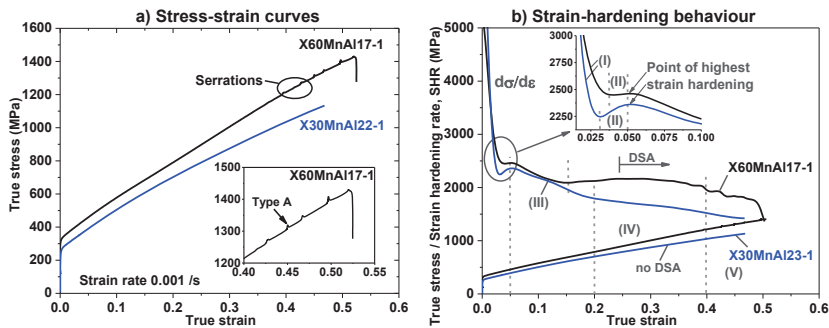 a) Stress-strain curves
True stress (MPa)
1600
1400
1200
1000
800
600
400
200
0
0.0 0.1 0.2 0.3 0.4 0.5 0.6
True strain
X60MnAl17-1
Serrations
X30MnAl22-1
Strain rate 0.001 /s
X60MnAl17-1
Type A
1500
1400
1300
1200
0.40 0.45 0.50 0.55
b) Strain-hardening behaviour
True stress / Strain hardening rate, SHR (MPa)
5000
4000
3000
2000
1000
0
0.0 0.1 0.2 0.3 0.4 0.5 0.6
True strain
dσ/dε
(I)
(II)
(II)
Point of highest
strain hardening
2750
2500
2250
0.02 0.04 0.06 0.08 0.100
DSA
X60MnAl17-1
(III)
(IV)
no DSA
X30MnAl23-1
(V)